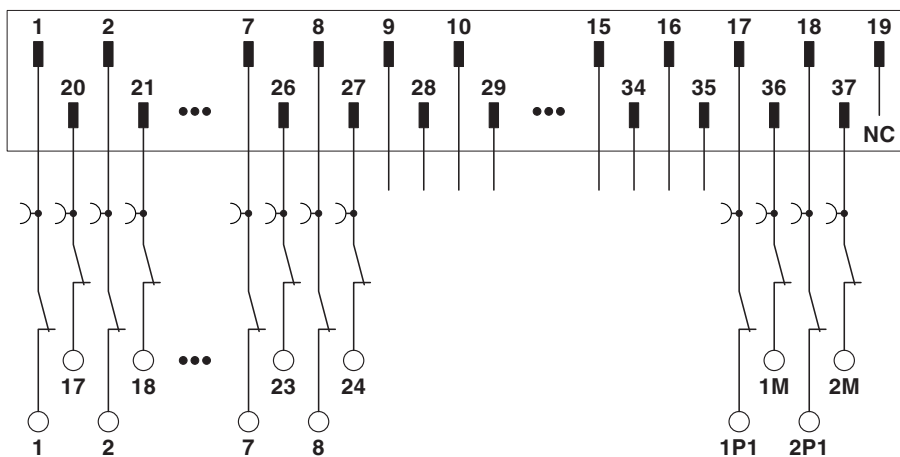 1 2 7 8 9 10 15 16 17 18 19
20 21 ••• 26 27 28 29 ••• 34 35 36 37
NC
17 18 ••• 23 24 1M 2M
1 2 7 8 1P1 2P1